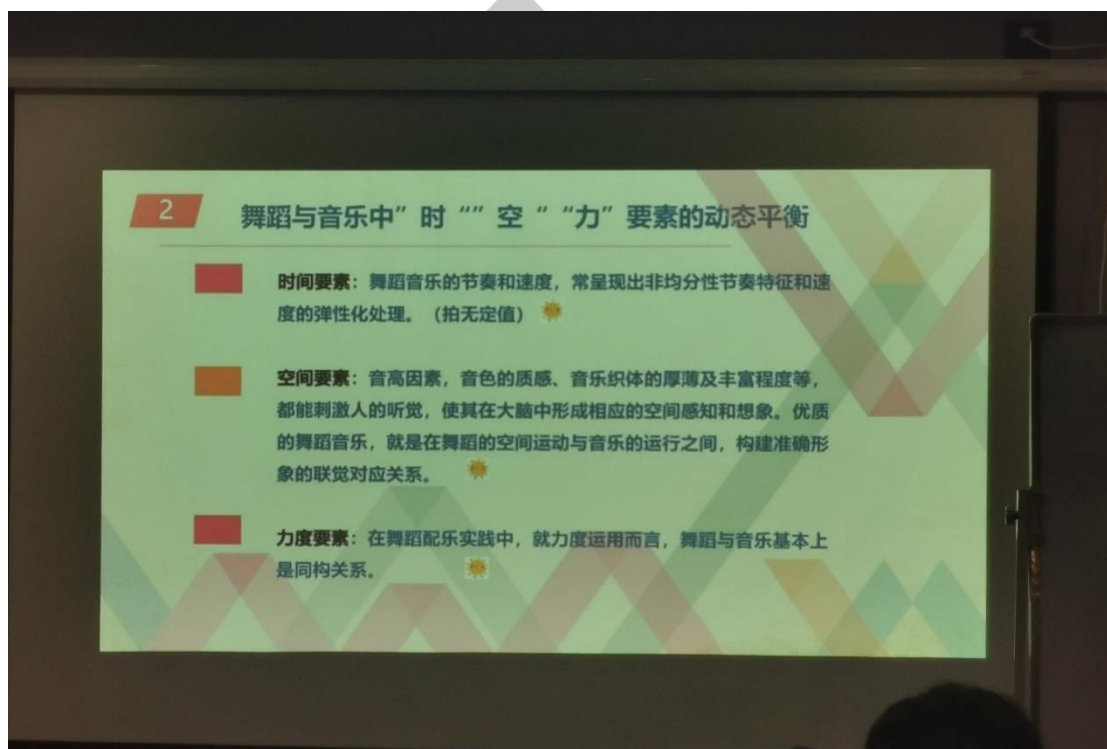 2
舞蹈与音乐中”时“”空“ “力”要素的动态平衡
时间要素：舞蹈音乐的节奏和速度，常呈现出非均分性节奏特征和速
度的弹性化处理。（拍无定值）
空间要素：音高因素，音色的质感、音乐织体的厚薄及丰富程度等，
都能刺激人的听觉，使其在大脑中形成相应的空间感知和想象。优质
的舞蹈音乐，就是在舞蹈的空间运动与音乐的运行之间，构建准确形
象的联觉对应关系。
力度要素：在舞蹈配乐实践中，就力度运用而言，舞蹈与音乐基本上
是同构关系。